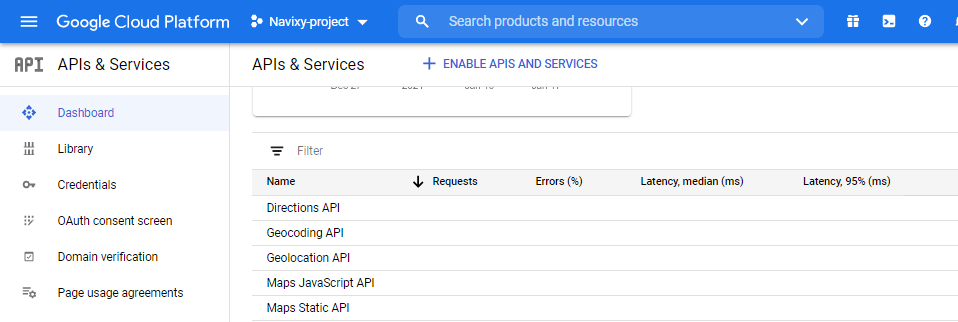 Google Cloud Platform
Navixy-project
Search products and resources
API
APIs & Services
APIs & Services
ENABLE APIS AND SERVICES
Dashboard
Library
Credentials
OAuth consent screen
Domain verification
Page usage agreements
Filter
Name Requests Errors (%) Latency, median (ms) Latency, 95% (ms)
Directions API
Geocoding API
Geolocation API
Maps JavaScript API
Maps Static API